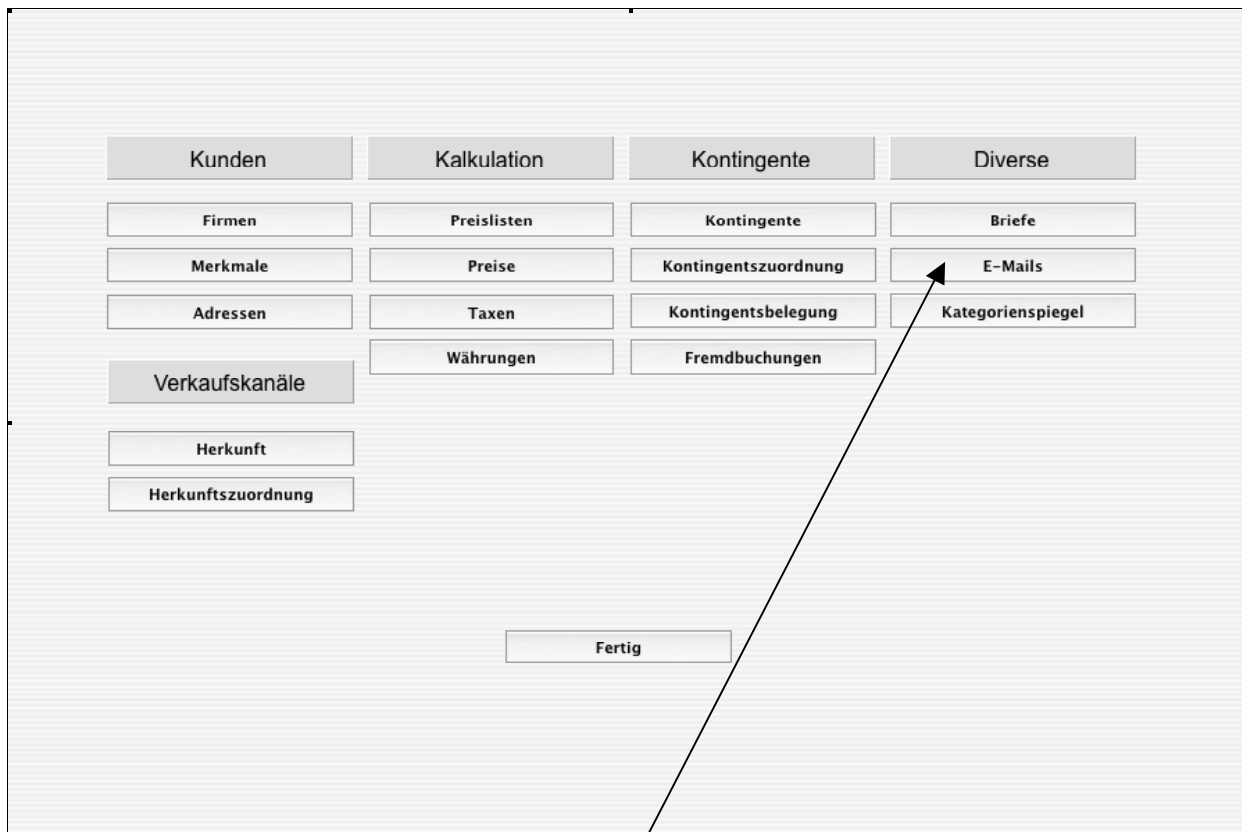 Kunden
Kalkulation
Kontingente
Diverse
Firmen
Preislisten
Kontingente
Briefe
Merkmale
Preise
Kontingentszuordnung
E-Mails
Adressen
Taxen
Kontingentsbelegung
Kategorienspiegel
Währungen
Fremdbuchungen
Verkaufskanäle
Herkunft
Herkunftszuordnung
Fertig